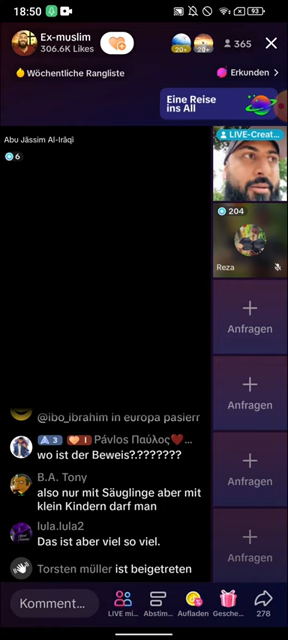 18:50
93
Ex-muslim
306.6K Likes
20+
20+
365
Wöchentliche Rangliste
Erkunden
Eine Reise
ins All
Abu Jāssim Al-Irāqi
6
LIVE-Creat...
204
Reza
Anfragen
Anfragen
Anfragen
Anfragen
@ibo_ibrahim in europa pasierr
A 3 1 Pávlos Παύλος...
wo ist der Beweis?.???????
B.A. Tony
also nur mit Säuglinge aber mit
klein Kindern darf man
lula.lula2
Das ist aber viel so viel.
Torsten müller ist beigetreten
Komment...
LIVE mi...
Abstim...
Aufladen
Gesche...
278